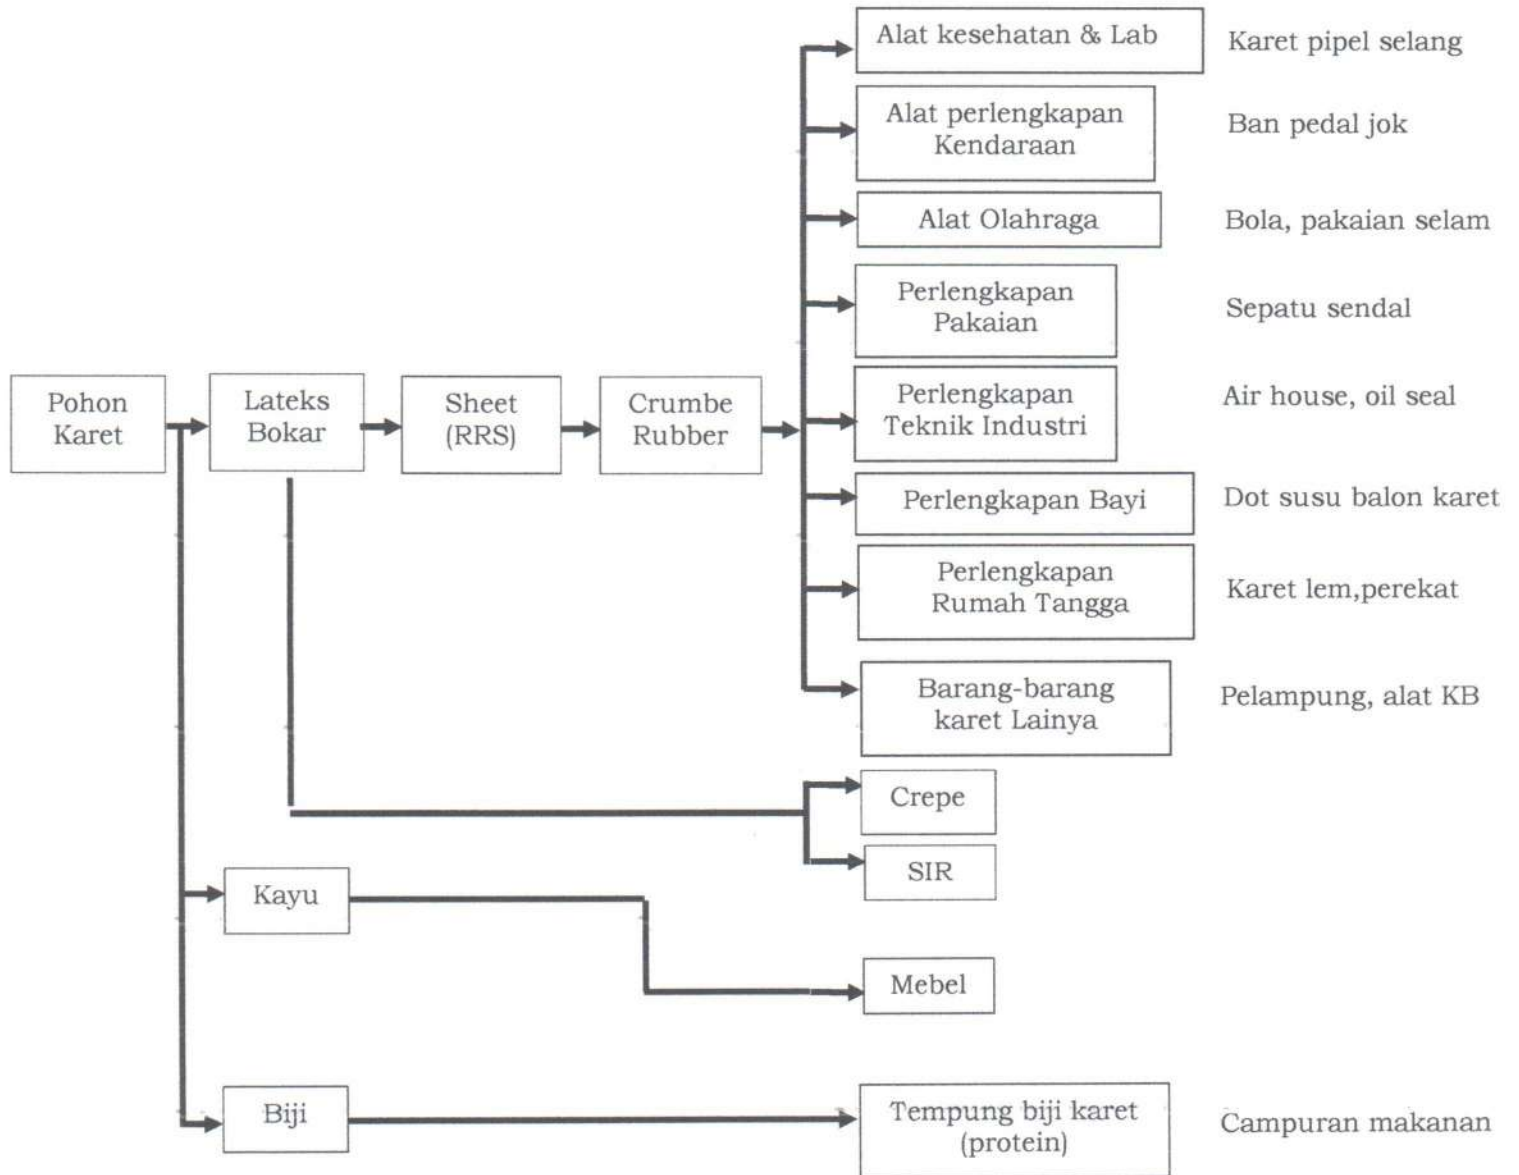 Alat kesehatan & Lab
Karet pipel selang
Alat perlengkapan
Kendaraan
Ban pedal jok
Alat Olahraga
Bola, pakaian selam
Perlengkapan
Pakaian
Sepatu sendal
Pohon
Karet
Lateks
Bokar
Sheet
(RRS)
Crumbe
Rubber
Perlengkapan
Teknik Industri
Air house, oil seal
Perlengkapan Bayi
Dot susu balon karet
Perlengkapan
Rumah Tangga
Karet lem,perekat
Barang-barang
karet Lainya
Pelampung, alat KB
Crepe
SIR
Kayu
Mebel
Biji
Tempung biji karet
(protein)
Campuran makanan